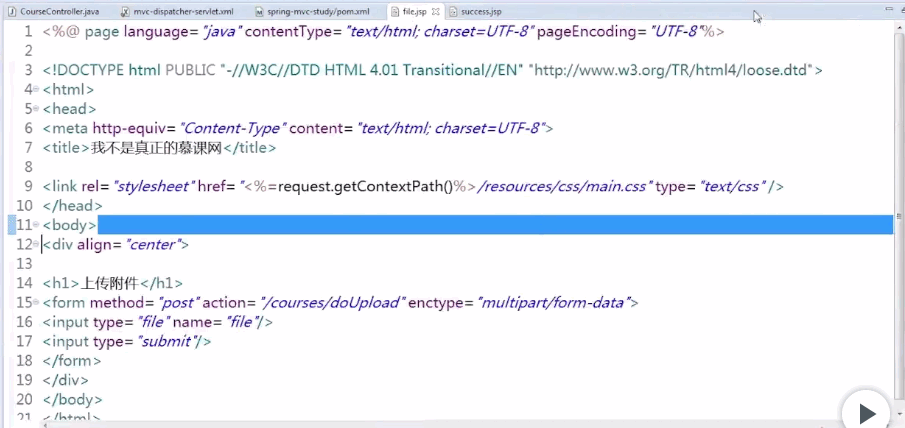 CourseController.java mvc-dispatcher-servlet.xml spring-mvc-study/pom.xml file.jsp success.jsp
1 <%@ page language="java" contentType="text/html; charset=UTF-8" pageEncoding="UTF-8"%>
2
3 <!DOCTYPE html PUBLIC "-//W3C//DTD HTML 4.01 Transitional//EN" "http://www.w3.org/TR/html4/loose.dtd">
4 <html>
5 <head>
6 <meta http-equiv="Content-Type" content="text/html; charset=UTF-8">
7 <title>我不是真正的慕课网</title>
8
9 <link rel="stylesheet" href="<%=request.getContextPath()%>/resources/css/main.css" type="text/css" />
10 </head>
11 <body>
12 <div align="center">
13
14 <h1>上传附件</h1>
15 <form method="post" action="/courses/doUpload" enctype="multipart/form-data">
16 <input type="file" name="file"/>
17 <input type="submit"/>
18 </form>
19 </div>
20 </body>
21 </html>